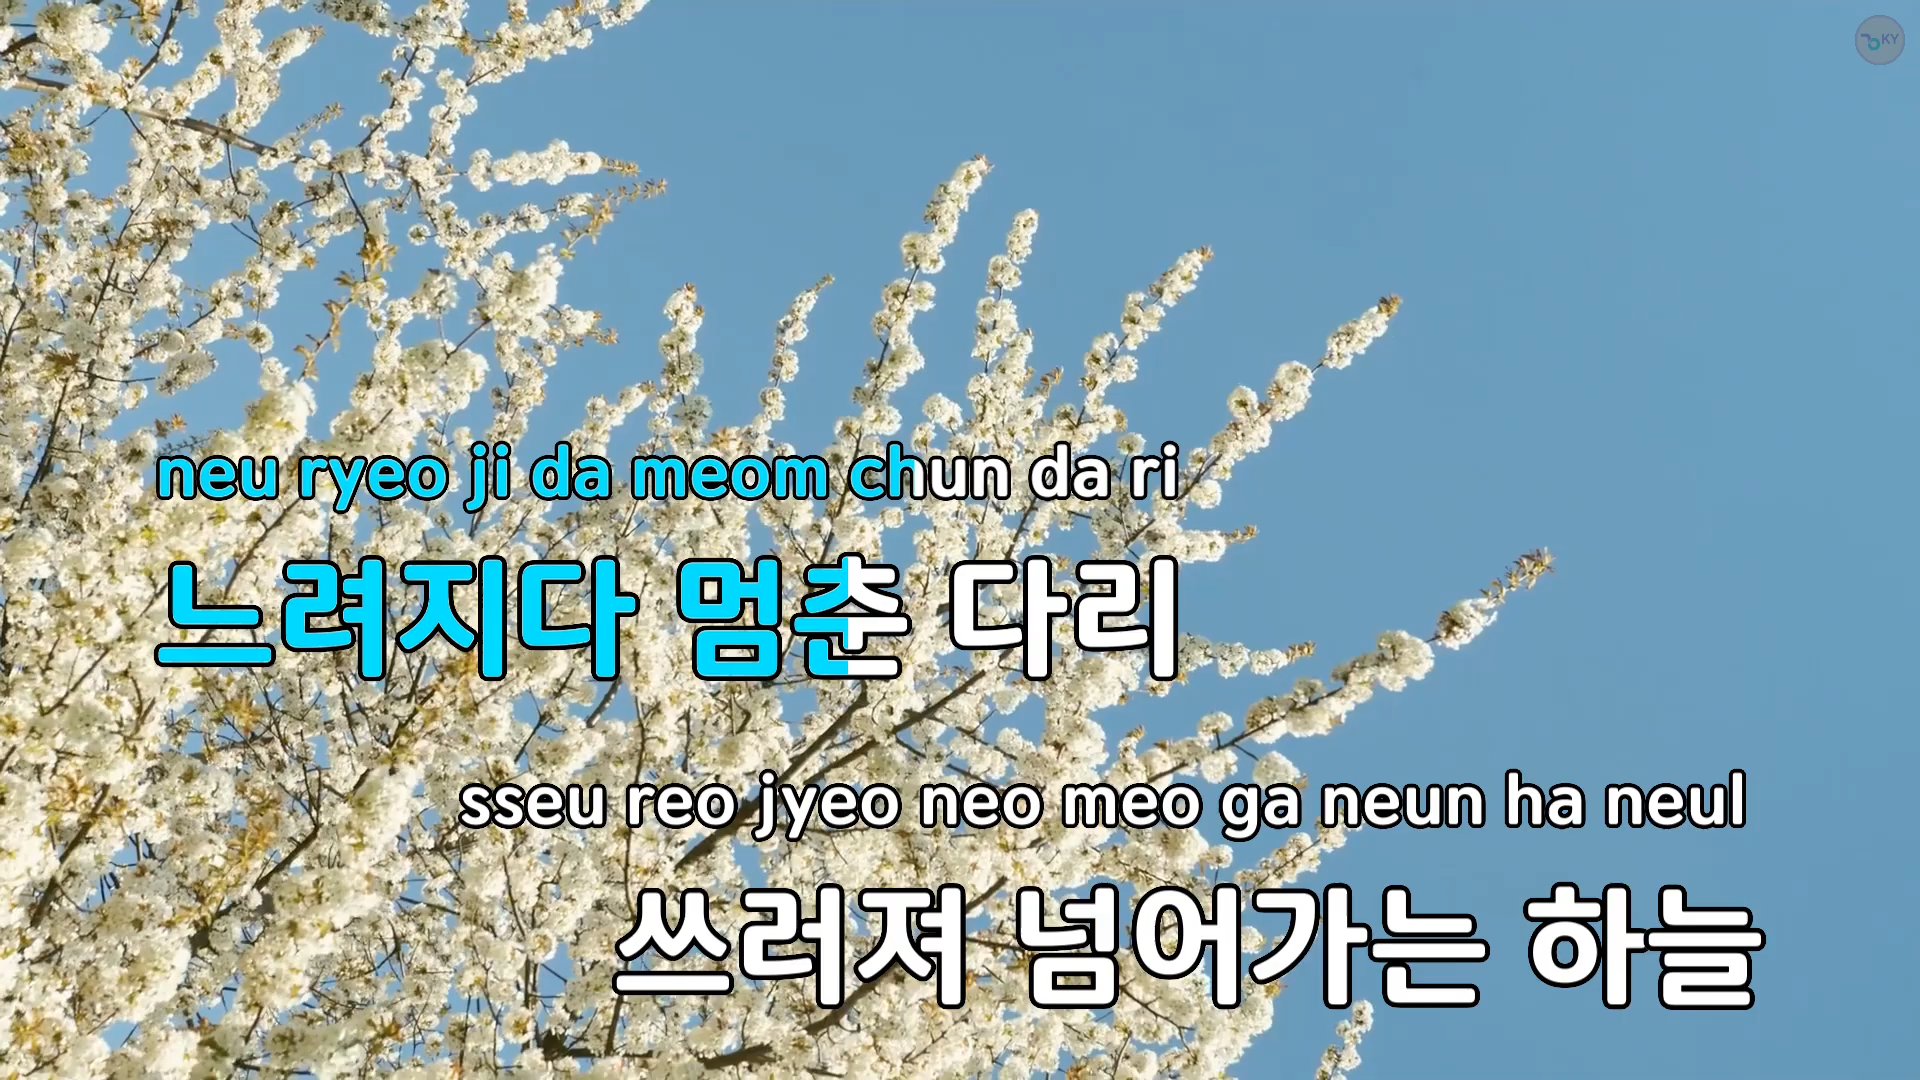 KY
neu ryeo ji da meom chun da ri
느려지다 멈춘 다리
sseu reo jyeo neo meo ga neun ha neul
쓰러져 넘어가는 하늘